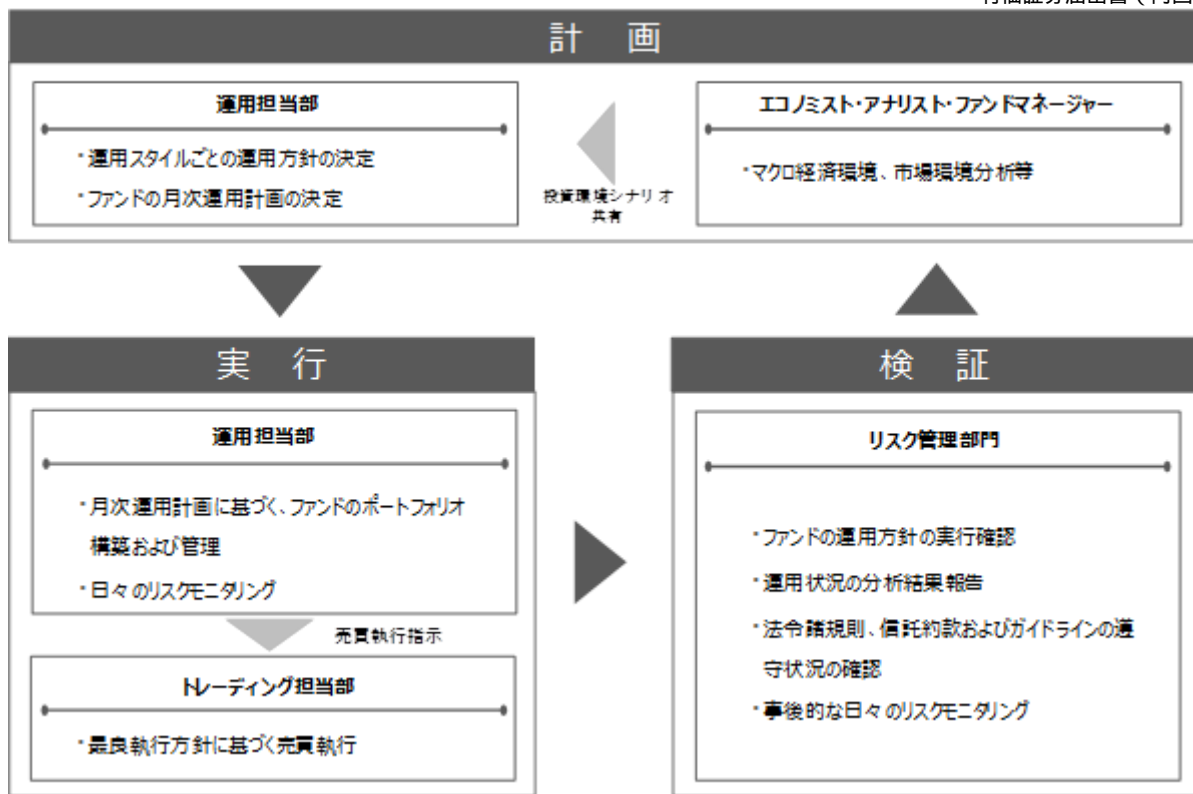 計 画
運用担当部
・運用スタイルごとの運用方針の決定
・ファンドの月次運用計画の決定
投資環境シナリオ
共有
エコノミスト・アナリスト・ファンドマネージャー
・マクロ経済環境、市場環境分析等
実 行
運用担当部
・月次運用計画に基づく、ファンドのポートフォリオ
構築および管理
・日々のリスクモニタリング
売買執行指示
トレーディング担当部
・最良執行方針に基づく売買執行
検 証
リスク管理部門
・ファンドの運用方針の実行確認
・運用状況の分析結果報告
・法令諸規則、信託約款およびガイドラインの遵
守状況の確認
・事後的な日々のリスクモニタリング